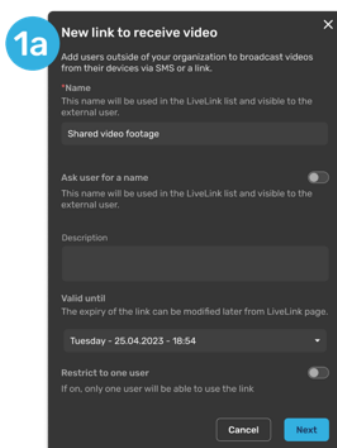 1a
New link to receive video
Add users outside of your organization to broadcast videos
from their devices via SMS or a link.
*Name
This name will be used in the LiveLink list and visible to the
external user.
Shared video footage
Ask user for a name
This name will be used in the LiveLink list and visible to the
external user.
Description
Valid until
The expiry of the link can be modified later from LiveLink page.
Tuesday - 25.04.2023 - 18:54
Restrict to one user
If on, only one user will be able to use the link
Cancel Next